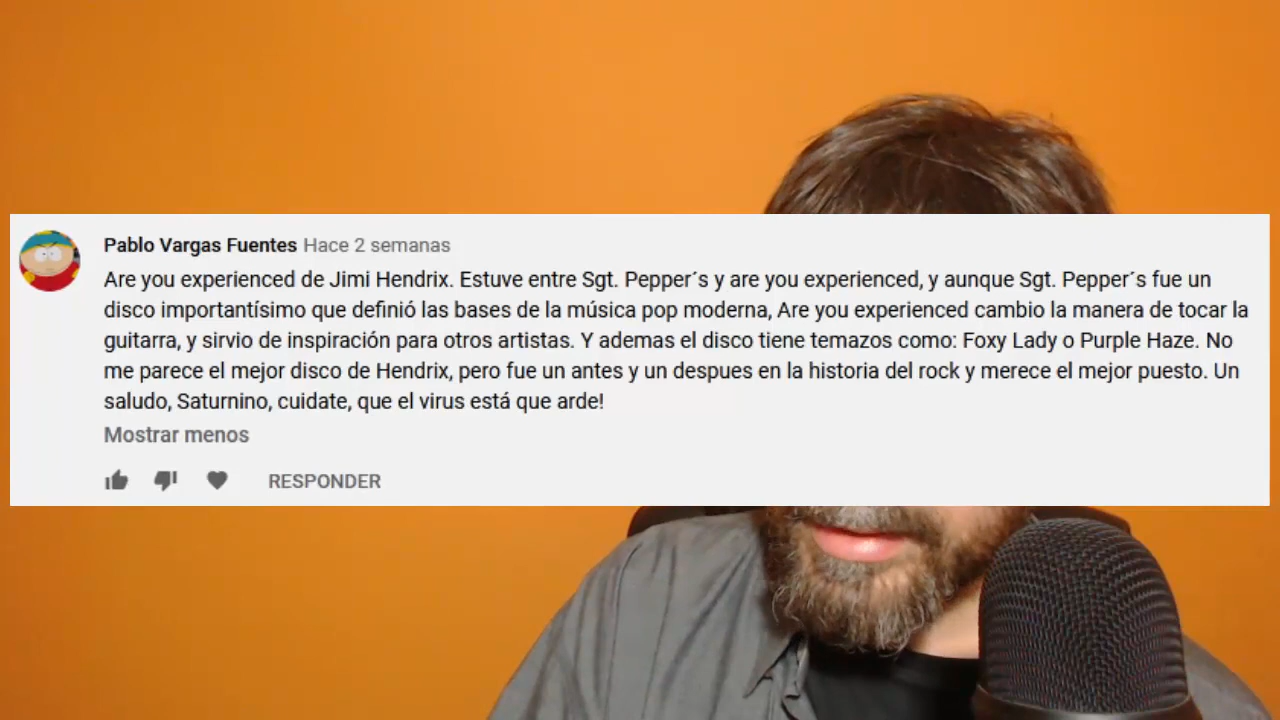 Pablo Vargas Fuentes Hace 2 semanas
Are you experienced de Jimi Hendrix. Estuve entre Sgt. Pepper´s y are you experienced, y aunque Sgt. Pepper´s fue un
disco importantísimo que definió las bases de la música pop moderna, Are you experienced cambio la manera de tocar la
guitarra, y sirvio de inspiración para otros artistas. Y ademas el disco tiene temazos como: Foxy Lady o Purple Haze. No
me parece el mejor disco de Hendrix, pero fue un antes y un despues en la historia del rock y merece el mejor puesto. Un
saludo, Saturnino, cuidate, que el virus está que arde!
Mostrar menos
RESPONDER